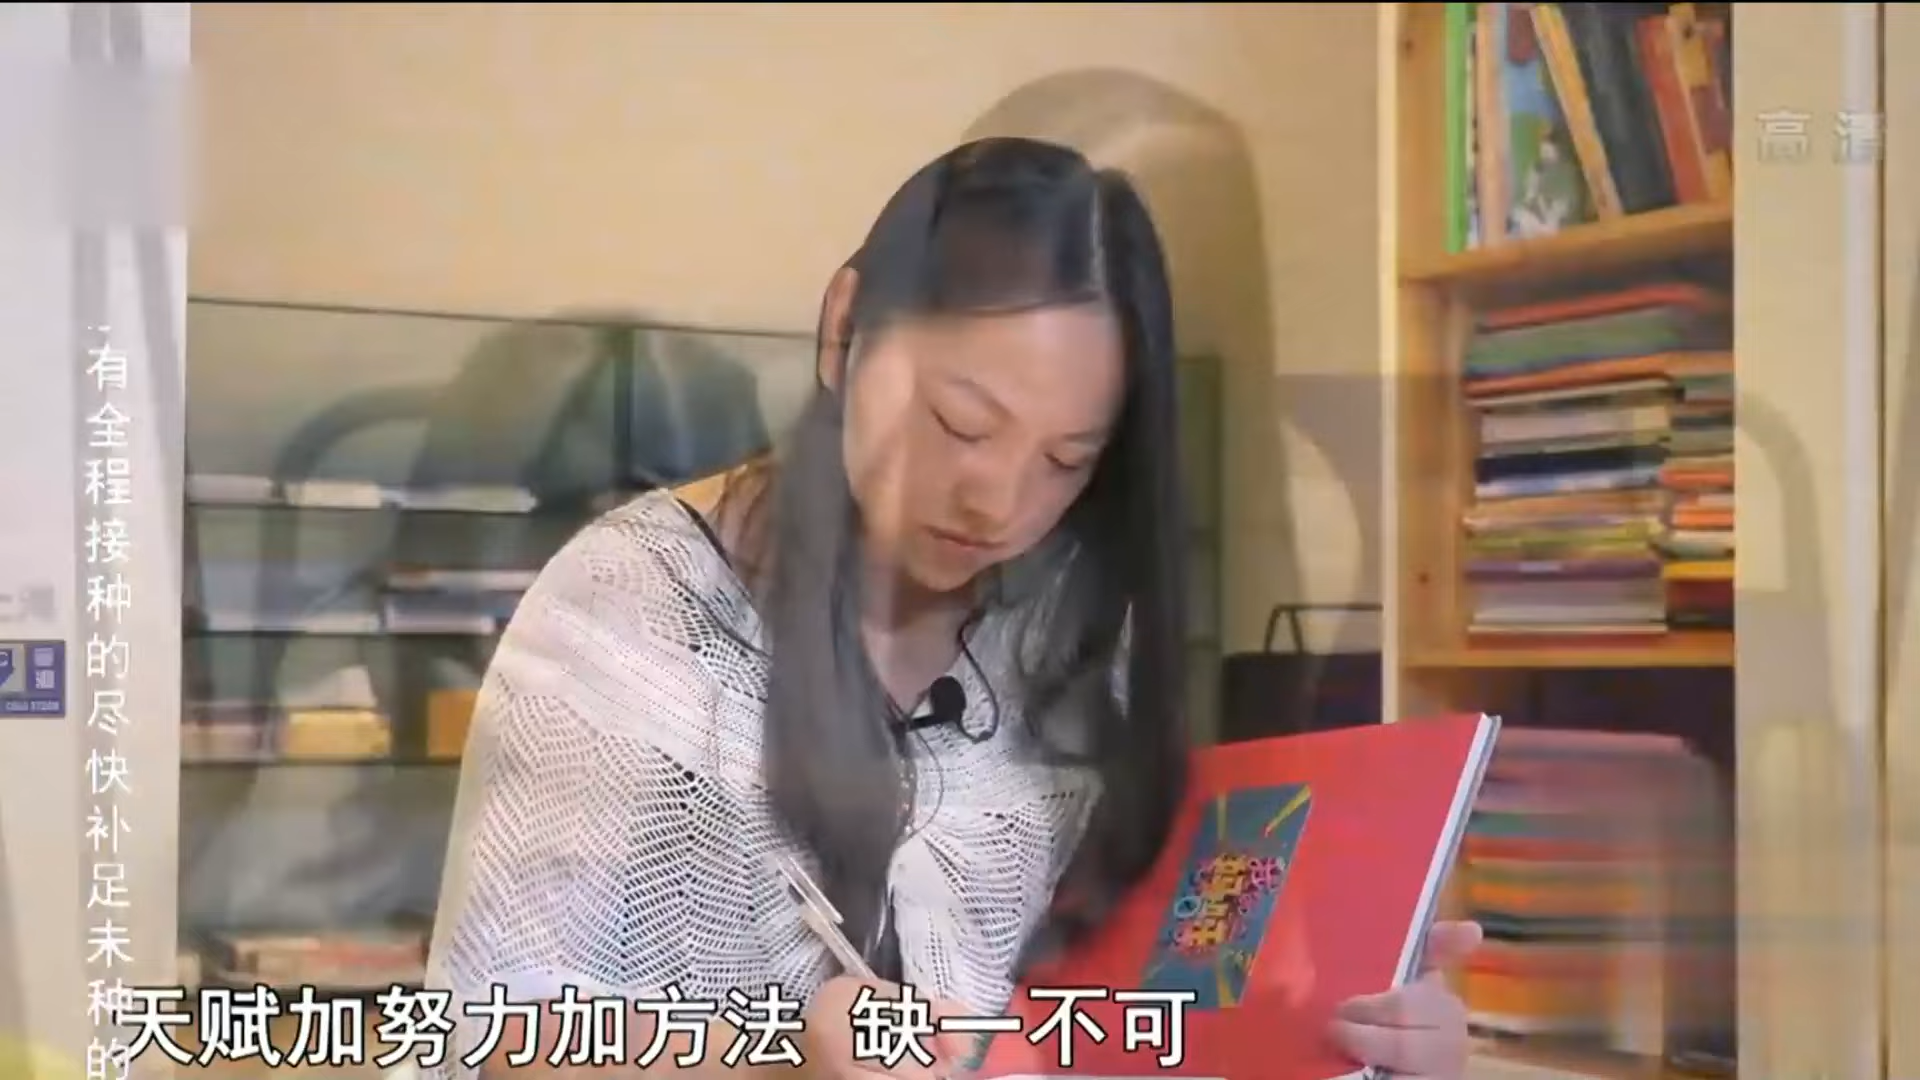 高清
有全程接种的尽快补足未种的
天赋加努力加方法 缺一不可